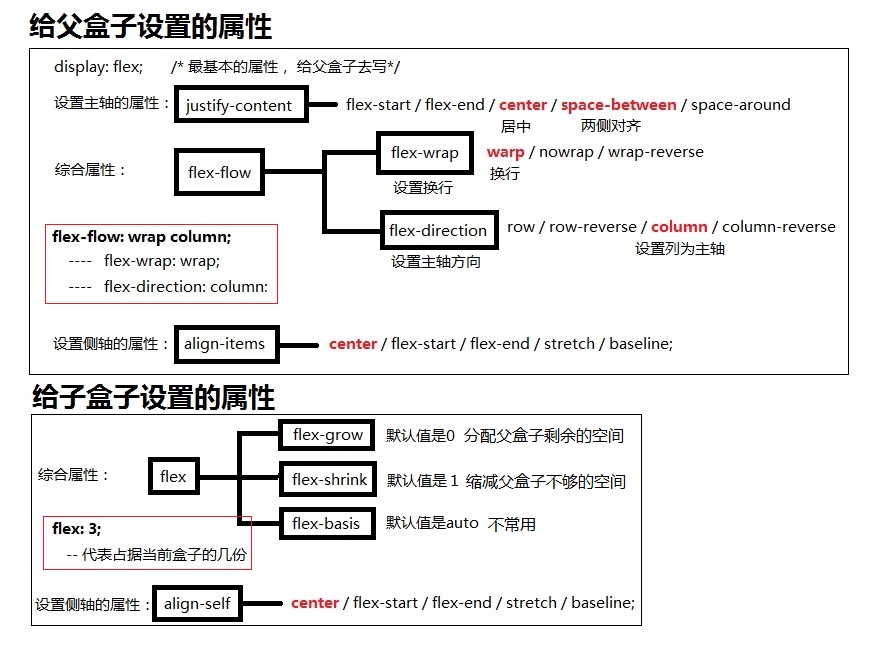 给父盒子设置的属性
display: flex; /* 最基本的属性， 给父盒子去写*/
设置主轴的属性： justify-content flex-start / flex-end / center / space-between / space-around
居中 两侧对齐
综合属性： flex-flow flex-wrap warp / nowrap / wrap-reverse
设置换行 换行
flex-direction row / row-reverse / column / column-reverse
设置主轴方向 设置列为主轴
flex-flow: wrap column;
---- flex-wrap: wrap;
---- flex-direction: column:
设置侧轴的属性： align-items center / flex-start / flex-end / stretch / baseline;
给子盒子设置的属性
flex-grow 默认值是0 分配父盒子剩余的空间
综合属性： flex flex-shrink 默认值是 1 缩减父盒子不够的空间
flex-basis 默认值是auto 不常用
flex: 3;
-- 代表占据当前盒子的几份
设置侧轴的属性： align-self center / flex-start / flex-end / stretch / baseline;